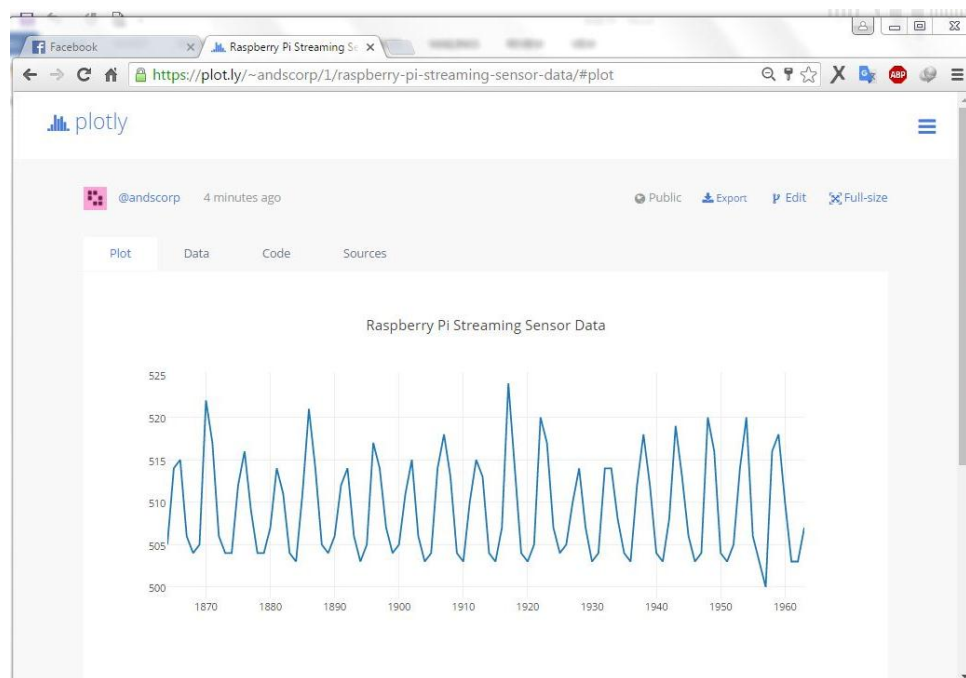 Facebook
Raspberry Pi Streaming Se
https://plot.ly/~andscorp/1/raspberry-pi-streaming-sensor-data/#plot
ABP
plotly
@andscorp 4 minutes ago Public Export Edit Full-size
Plot Data Code Sources
Raspberry Pi Streaming Sensor Data
525
520
515
510
505
500
1870 1880 1890 1900 1910 1920 1930 1940 1950 1960